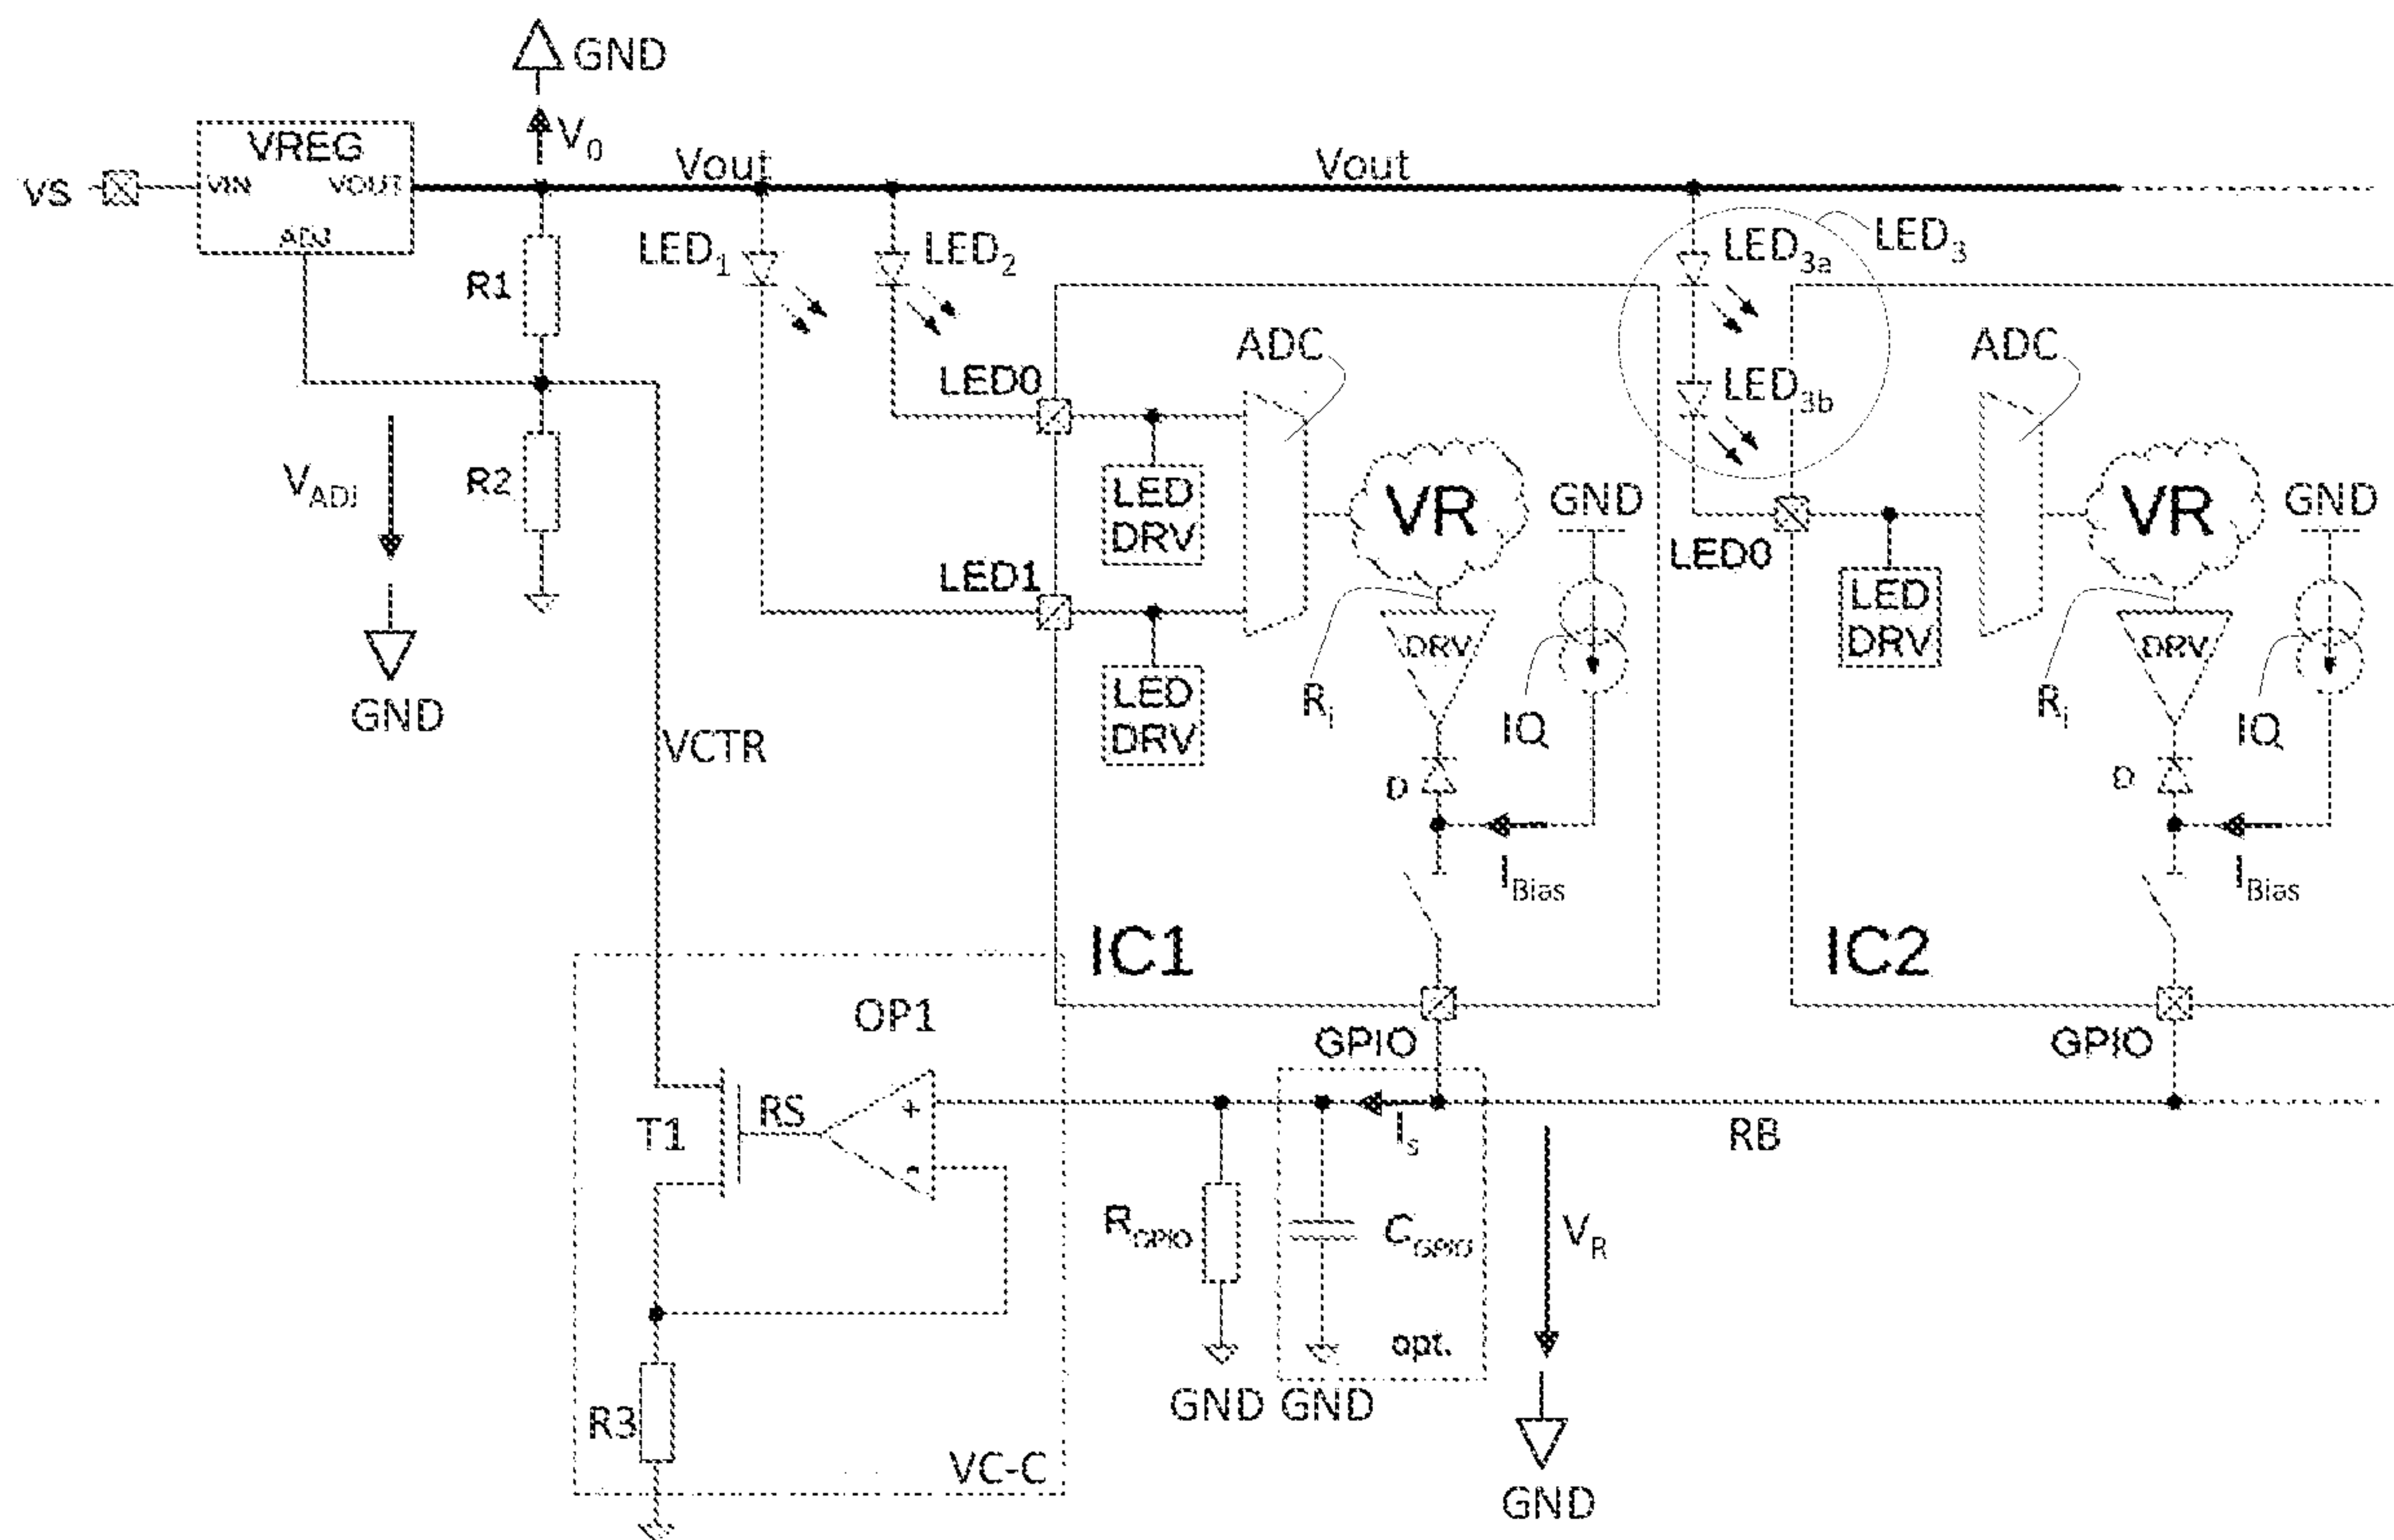 GND
V0
VREG
VIN
VOUT
ADJ
VS
Vout
Vout
LED1
LED2
LED3a
LED3
LED3b
R1
R2
VADJ
GND
LED0
LED1
ADC
LED
DRV
LED
DRV
VR
GND
DRV
Ri
IQ
D
IBias
IC1
GPIO
LED0
ADC
LED
DRV
VR
GND
DRV
Ri
IQ
D
IBias
IC2
GPIO
VCTR
OP1
T1
RS
+
-
R3
VC-C
RGPIO
GND
CGPIO
GND
opt.
Is
RB
VR
GND